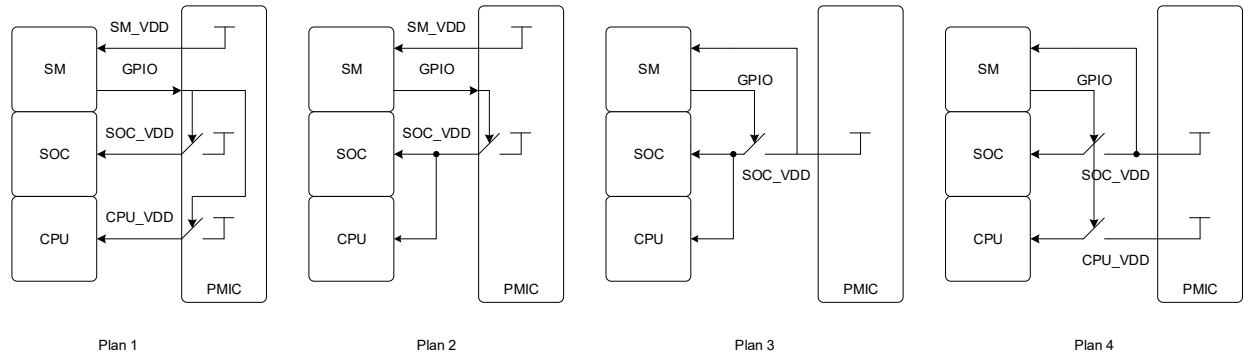 SM_VDD
SM
GPIO
SOC_VDD
SOC
CPU_VDD
CPU
PMIC
Plan 1
SM_VDD
SM
GPIO
SOC_VDD
SOC
CPU
PMIC
Plan 2
SM
GPIO
SOC
SOC_VDD
CPU
PMIC
Plan 3
SM
GPIO
SOC
SOC_VDD
CPU
CPU_VDD
PMIC
Plan 4